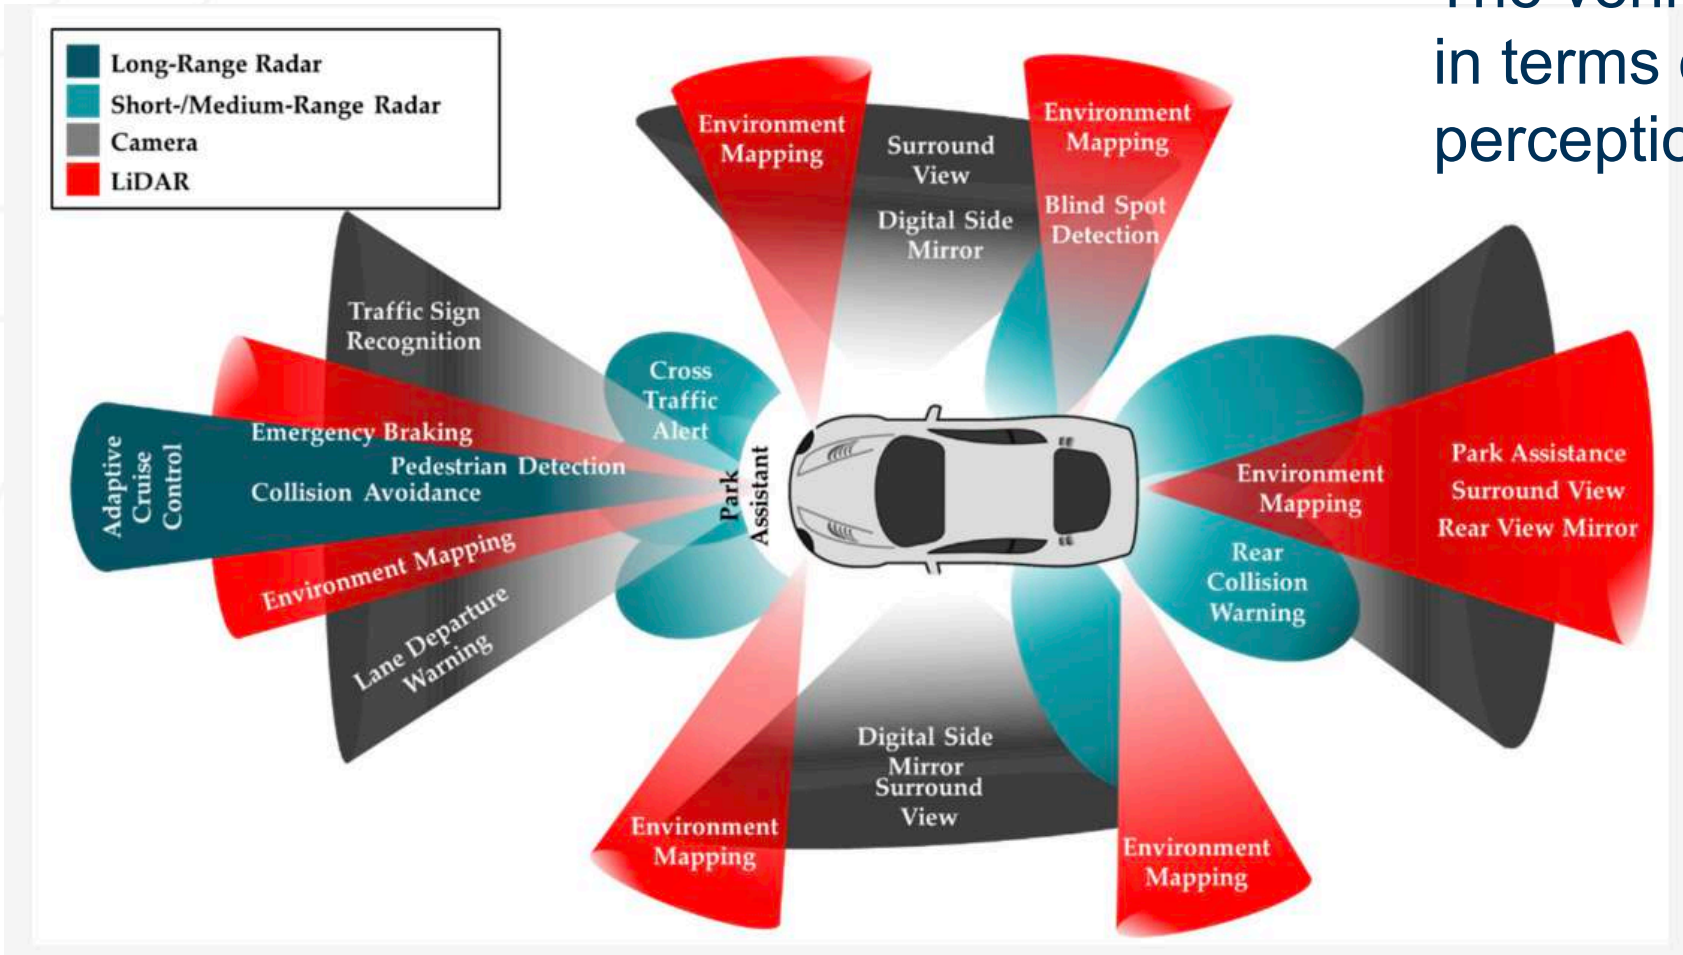 Long-Range Radar
Short-/Medium-Range Radar
Camera
LiDAR
in terms
Environment
Mapping
Surround
View
Digital Side
Mirror
Environment
Mapping
Blind Spot
Detection
Traffic Sign
Recognition
Cross
Traffic
Alert
Adaptive
Cruise
Control
Emergency Braking
Pedestrian Detection
Collision Avoidance
Park
Assistant
Environment Mapping
Lane Departure
Warning
Environment
Mapping
Park Assistance
Surround View
Rear View Mirror
Rear
Collision
Warning
Digital Side
Mirror
Surround
View
Environment
Mapping
Environment
Mapping